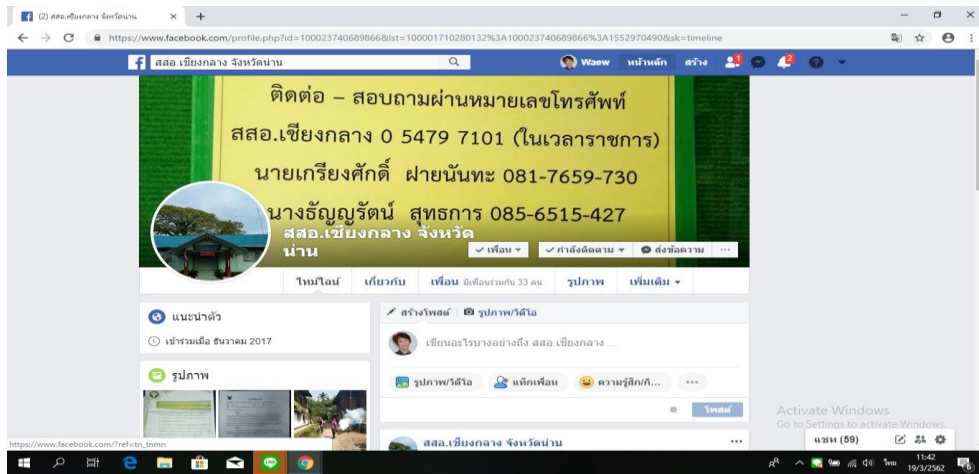 (2) สสอ.เชียงกลาง จังหวัดน่าน
https://www.facebook.com/profile.php?id=100023740689866&lst=100001710280132%3A100023740689866%3A1552970490&sk=timeline
สสอ.เชียงกลาง จังหวัดน่าน
Waew หน้าหลัก สร้าง 1 2
ติดต่อ – สอบถามผ่านหมายเลขโทรศัพท์
สสอ.เชียงกลาง 0 5479 7101 (ในเวลาราชการ)
นายเกรียงศักดิ์ ฝ่ายนันทะ 081-7659-730
นางธัญญรัตน์ สุทธการ 085-6515-427
สสอ.เชียงกลาง จังหวัด
น่าน
เพื่อน กำลังติดตาม ส่งข้อความ
ไทม์ไลน์ เกี่ยวกับ เพื่อน มีเพื่อนร่วมกัน 33 คน รูปภาพ เพิ่มเติม
แนะนำตัว
เข้าร่วมเมื่อ ธันวาคม 2017
รูปภาพ
สร้างโพสต์ รูปภาพ/วิดีโอ
เขียนอะไรบางอย่างถึง สสอ.เชียงกลาง ...
รูปภาพ/วิดีโอ แท็กเพื่อน ความรู้สึก/กิ...
โพสต์
สสอ.เชียงกลาง จังหวัดน่าน
Activate Windows
Go to Settings to activate Windows.
แชท (59)
https://www.facebook.com/?ref=tn_tnmn
ไทย 11:42
19/3/2562